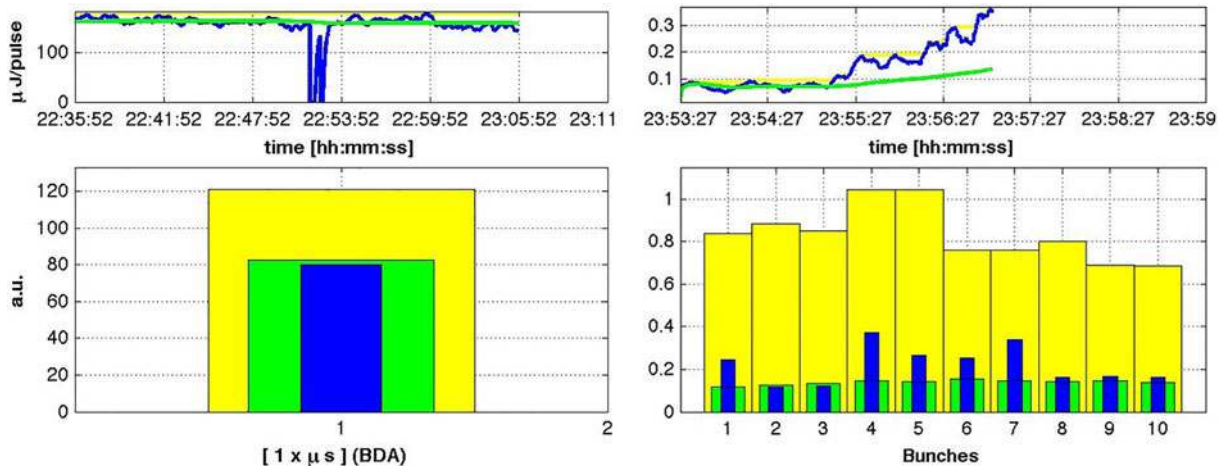 μ J/pulse
100
0
22:35:52 22:41:52 22:47:52 22:53:52 22:59:52 23:05:52 23:11
time [hh:mm:ss]
0.3
0.2
0.1
23:53:27 23:54:27 23:55:27 23:56:27 23:57:27 23:58:27 23:59
time [hh:mm:ss]
a.u.
120
100
80
60
40
20
0
1 2
[ 1 x μ s ] (BDA)
1
0.8
0.6
0.4
0.2
0
1 2 3 4 5 6 7 8 9 10
Bunches